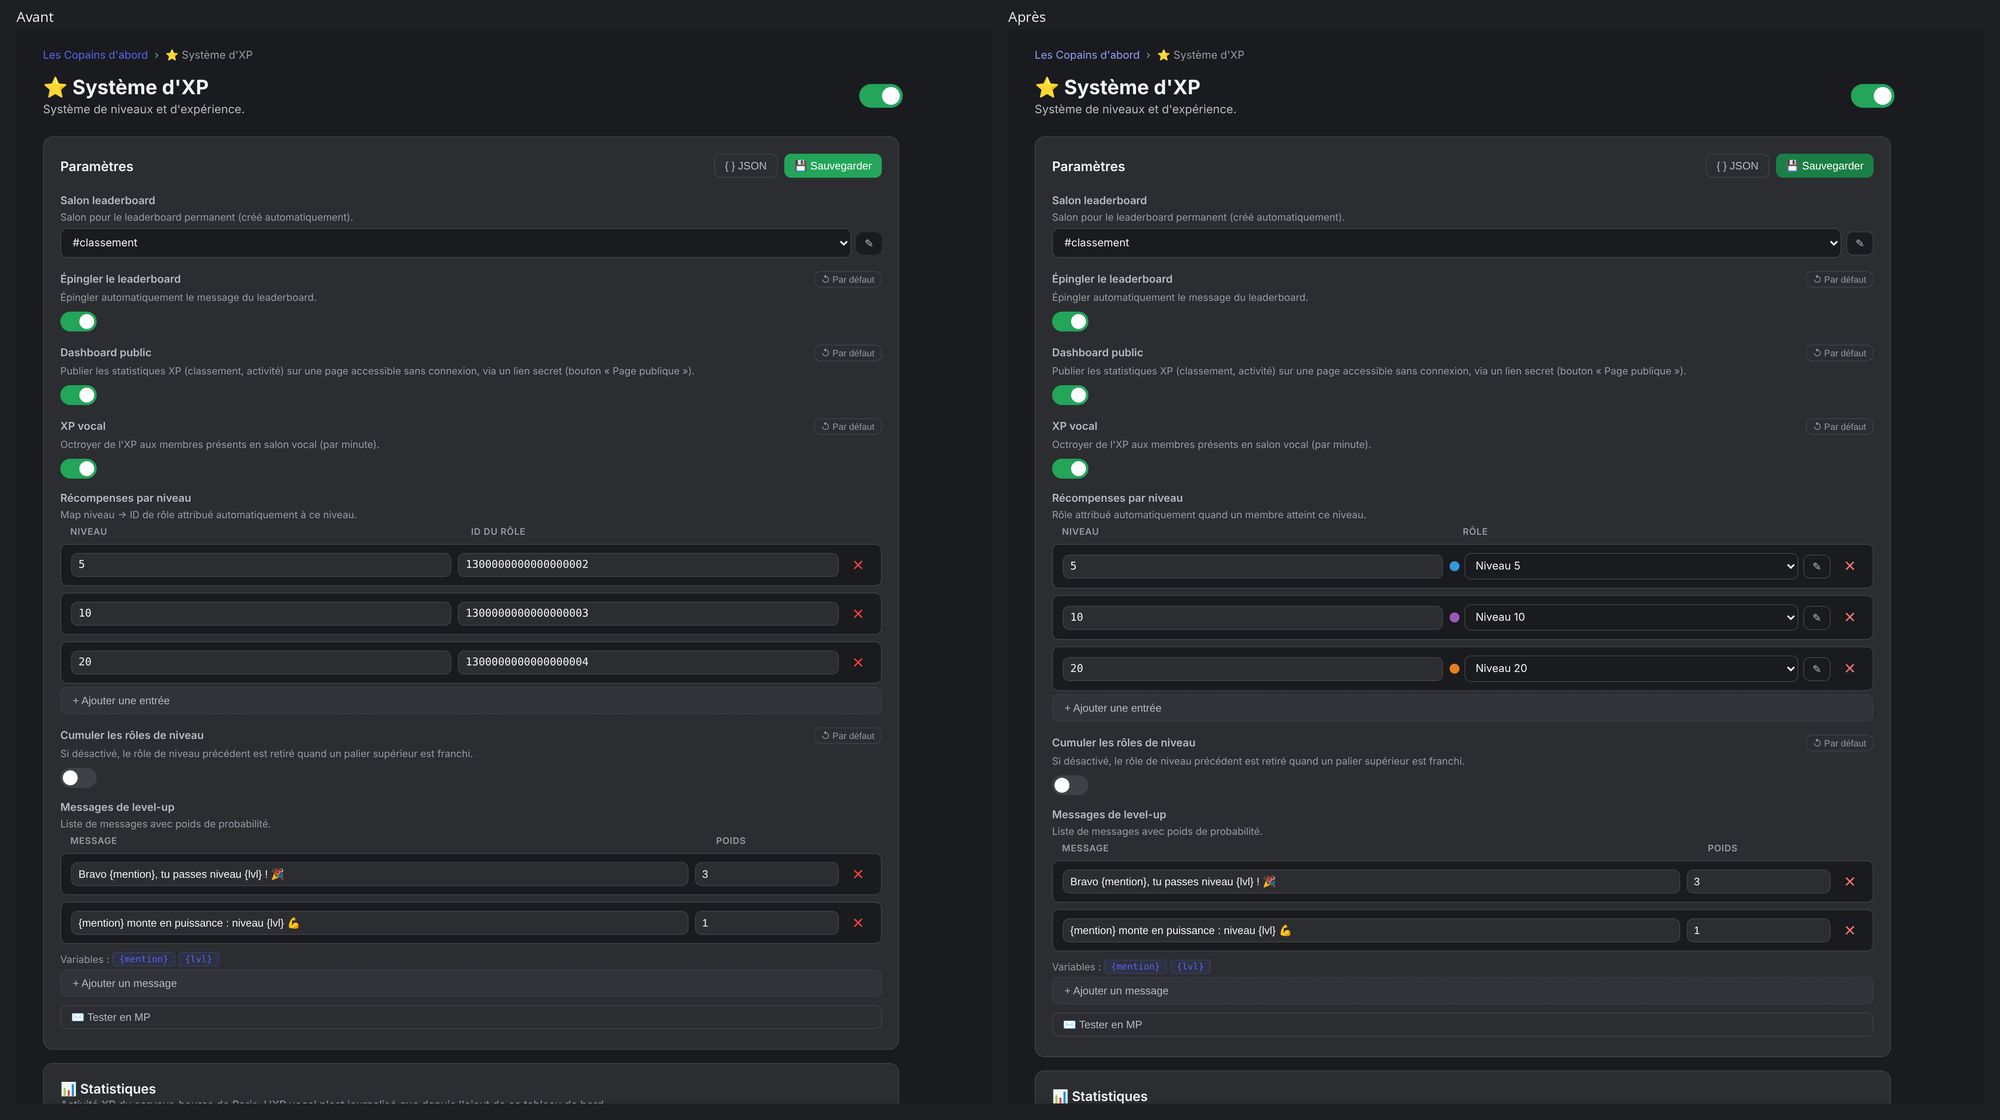 Avant
Les Copains d'abord › ⭐ Système d'XP
⭐ Système d'XP
Système de niveaux et d'expérience.
Paramètres
{ } JSON
💾 Sauvegarder
Salon leaderboard
Salon pour le leaderboard permanent (créé automatiquement).
#classement
Épingler le leaderboard
↺ Par défaut
Épingler automatiquement le message du leaderboard.
Dashboard public
↺ Par défaut
Publier les statistiques XP (classement, activité) sur une page accessible sans connexion, via un lien secret (bouton « Page publique »).
XP vocal
↺ Par défaut
Octroyer de l'XP aux membres présents en salon vocal (par minute).
Récompenses par niveau
Map niveau → ID de rôle attribué automatiquement à ce niveau.
NIVEAU ID DU RÔLE
5 1300000000000000002 ✕
10 1300000000000000003 ✕
20 1300000000000000004 ✕
+ Ajouter une entrée
Cumuler les rôles de niveau
↺ Par défaut
Si désactivé, le rôle de niveau précédent est retiré quand un palier supérieur est franchi.
Messages de level-up
Liste de messages avec poids de probabilité.
MESSAGE POIDS
Bravo {mention}, tu passes niveau {lvl} ! 🎉 3 ✕
{mention} monte en puissance : niveau {lvl} 💪 1 ✕
Variables : {mention} {lvl}
+ Ajouter un message
✉️ Tester en MP
📊 Statistiques
Après
Les Copains d'abord › ⭐ Système d'XP
⭐ Système d'XP
Système de niveaux et d'expérience.
Paramètres
{ } JSON
💾 Sauvegarder
Salon leaderboard
Salon pour le leaderboard permanent (créé automatiquement).
#classement
Épingler le leaderboard
↺ Par défaut
Épingler automatiquement le message du leaderboard.
Dashboard public
↺ Par défaut
Publier les statistiques XP (classement, activité) sur une page accessible sans connexion, via un lien secret (bouton « Page publique »).
XP vocal
↺ Par défaut
Octroyer de l'XP aux membres présents en salon vocal (par minute).
Récompenses par niveau
Rôle attribué automatiquement quand un membre atteint ce niveau.
NIVEAU RÔLE
5 Niveau 5 ✕
10 Niveau 10 ✕
20 Niveau 20 ✕
+ Ajouter une entrée
Cumuler les rôles de niveau
↺ Par défaut
Si désactivé, le rôle de niveau précédent est retiré quand un palier supérieur est franchi.
Messages de level-up
Liste de messages avec poids de probabilité.
MESSAGE POIDS
Bravo {mention}, tu passes niveau {lvl} ! 🎉 3 ✕
{mention} monte en puissance : niveau {lvl} 💪 1 ✕
Variables : {mention} {lvl}
+ Ajouter un message
✉️ Tester en MP
📊 Statistiques